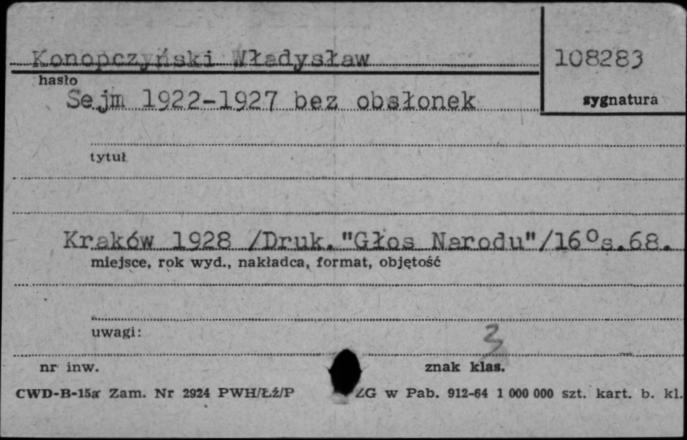 Konopczyński Władysław
108283
hasło
sygnatura
Sejm 1922-1927 bez obsłonek
tytuł
Kraków 1928 /Druk."Głos Narodu"/16⁰s.68.
miejsce, rok wyd., nakładca, format, objętość
uwagi:
3
nr inw.
znak klas.
CWD-B-15a Zam. Nr 2924 PWH/Łź/P ZG w Pab. 912-64 1 000 000 szt. kart. b. kl.